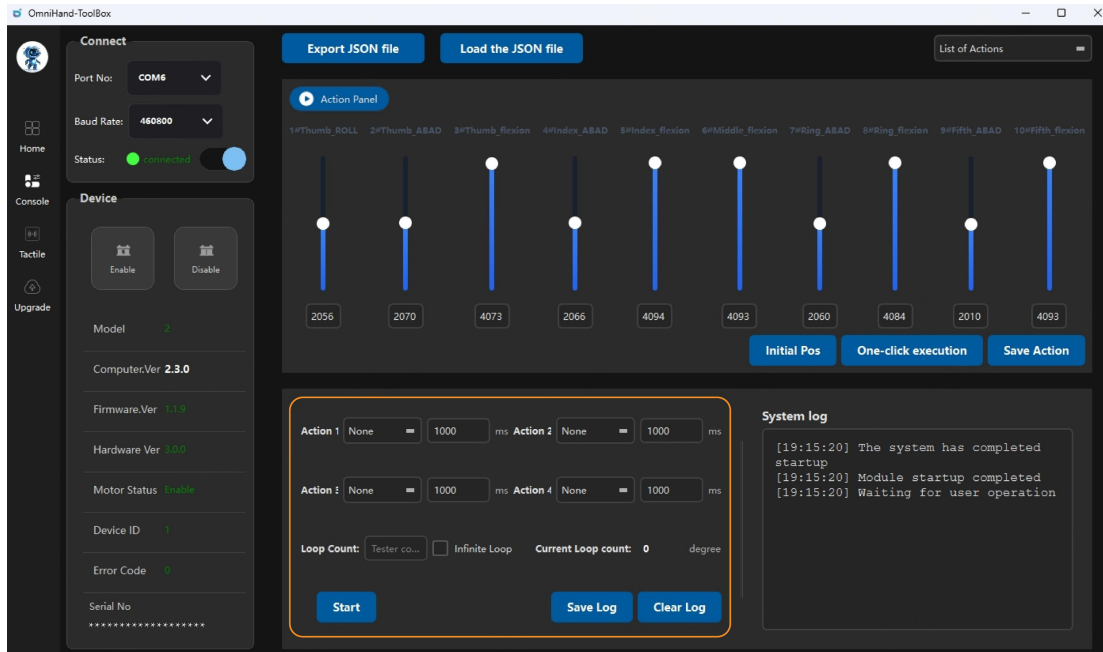 OmniHand-ToolBox
Connect
Port No: COM6
Baud Rate: 460800
Status: connected
Home
Console
Tactile
Upgrade
Device
Enable
Disable
Model 2
Computer.Ver 2.3.0
Firmware.Ver 1.1.9
Hardware Ver 3.0.0
Motor Status Enable
Device ID 1
Error Code 0
Serial No
*******************
Export JSON file
Load the JSON file
List of Actions
Action Panel
1#Thumb_ROLL 2#Thumb_ABAD 3#Thumb_flexion 4#Index_ABAD 5#Index_flexion 6#Middle_flexion 7#Ring_ABAD 8#Ring_flexion 9#Fifth_ABAD 10#Fifth_flexion
2056 2070 4073 2066 4094 4093 2060 4084 2010 4093
Initial Pos
One-click execution
Save Action
Action 1 None 1000 ms Action 2 None 1000 ms
Action None 1000 ms Action 4 None 1000 ms
Loop Count: Tester co... Infinite Loop Current Loop count: 0 degree
Start
Save Log
Clear Log
System log
[19:15:20] The system has completed
startup
[19:15:20] Module startup completed
[19:15:20] Waiting for user operation